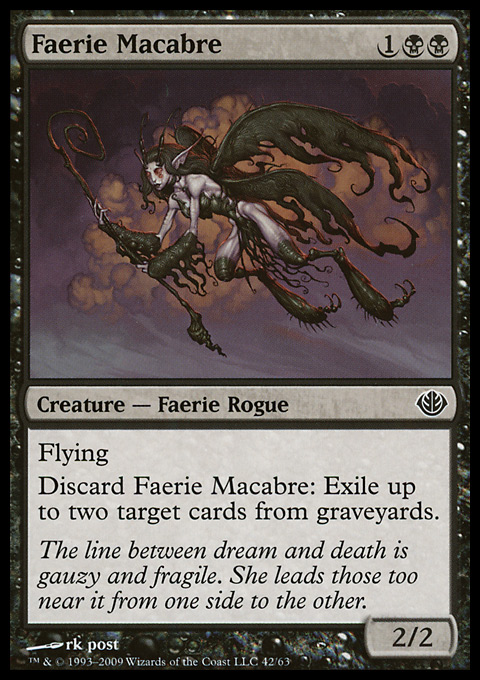 Faerie Macabre 1
Creature — Faerie Rogue
Flying
Discard Faerie Macabre: Exile up
to two target cards from graveyards.
The line between dream and death is
gauzy and fragile. She leads those too
near it from one side to the other.
rk post
2/2
™ & © 1993–2009 Wizards of the Coast LLC 42/63